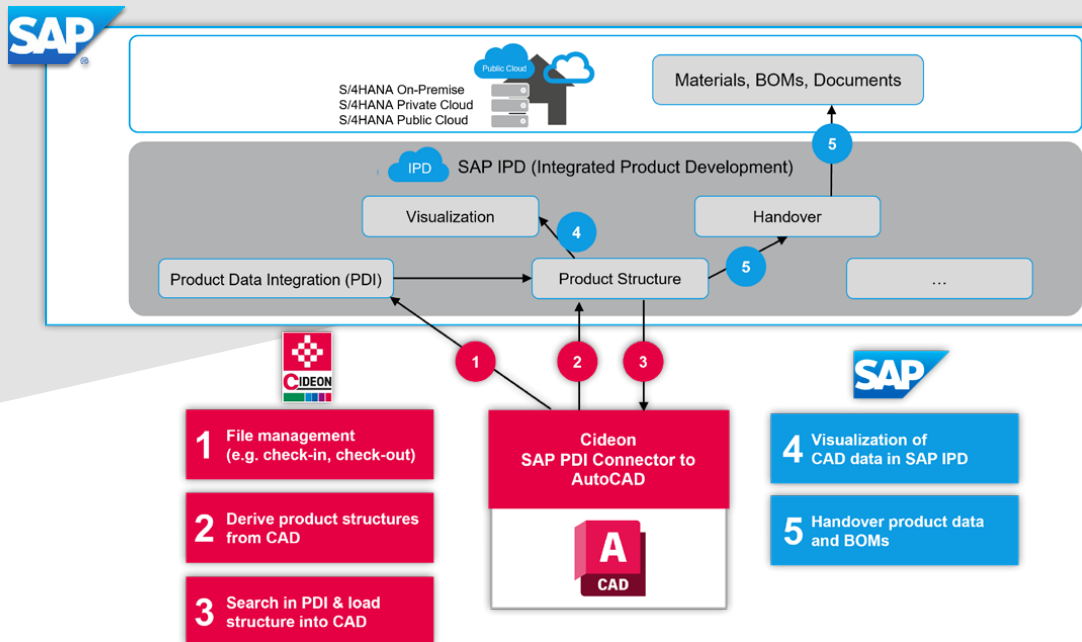 SAP
®
Public Cloud
S/4HANA On-Premise
S/4HANA Private Cloud
S/4HANA Public Cloud
Materials, BOMs, Documents
5
IPD
SAP IPD (Integrated Product Development)
Visualization
4
Handover
Product Data Integration (PDI)
Product Structure
5
...
1
2
3
CIDEON
SAP
1
File management
(e.g. check-in, check-out)
2
Derive product structures
from CAD
3
Search in PDI & load
structure into CAD
Cideon
SAP PDI Connector to
AutoCAD
A
CAD
4
Visualization of
CAD data in SAP IPD
5
Handover product data
and BOMs